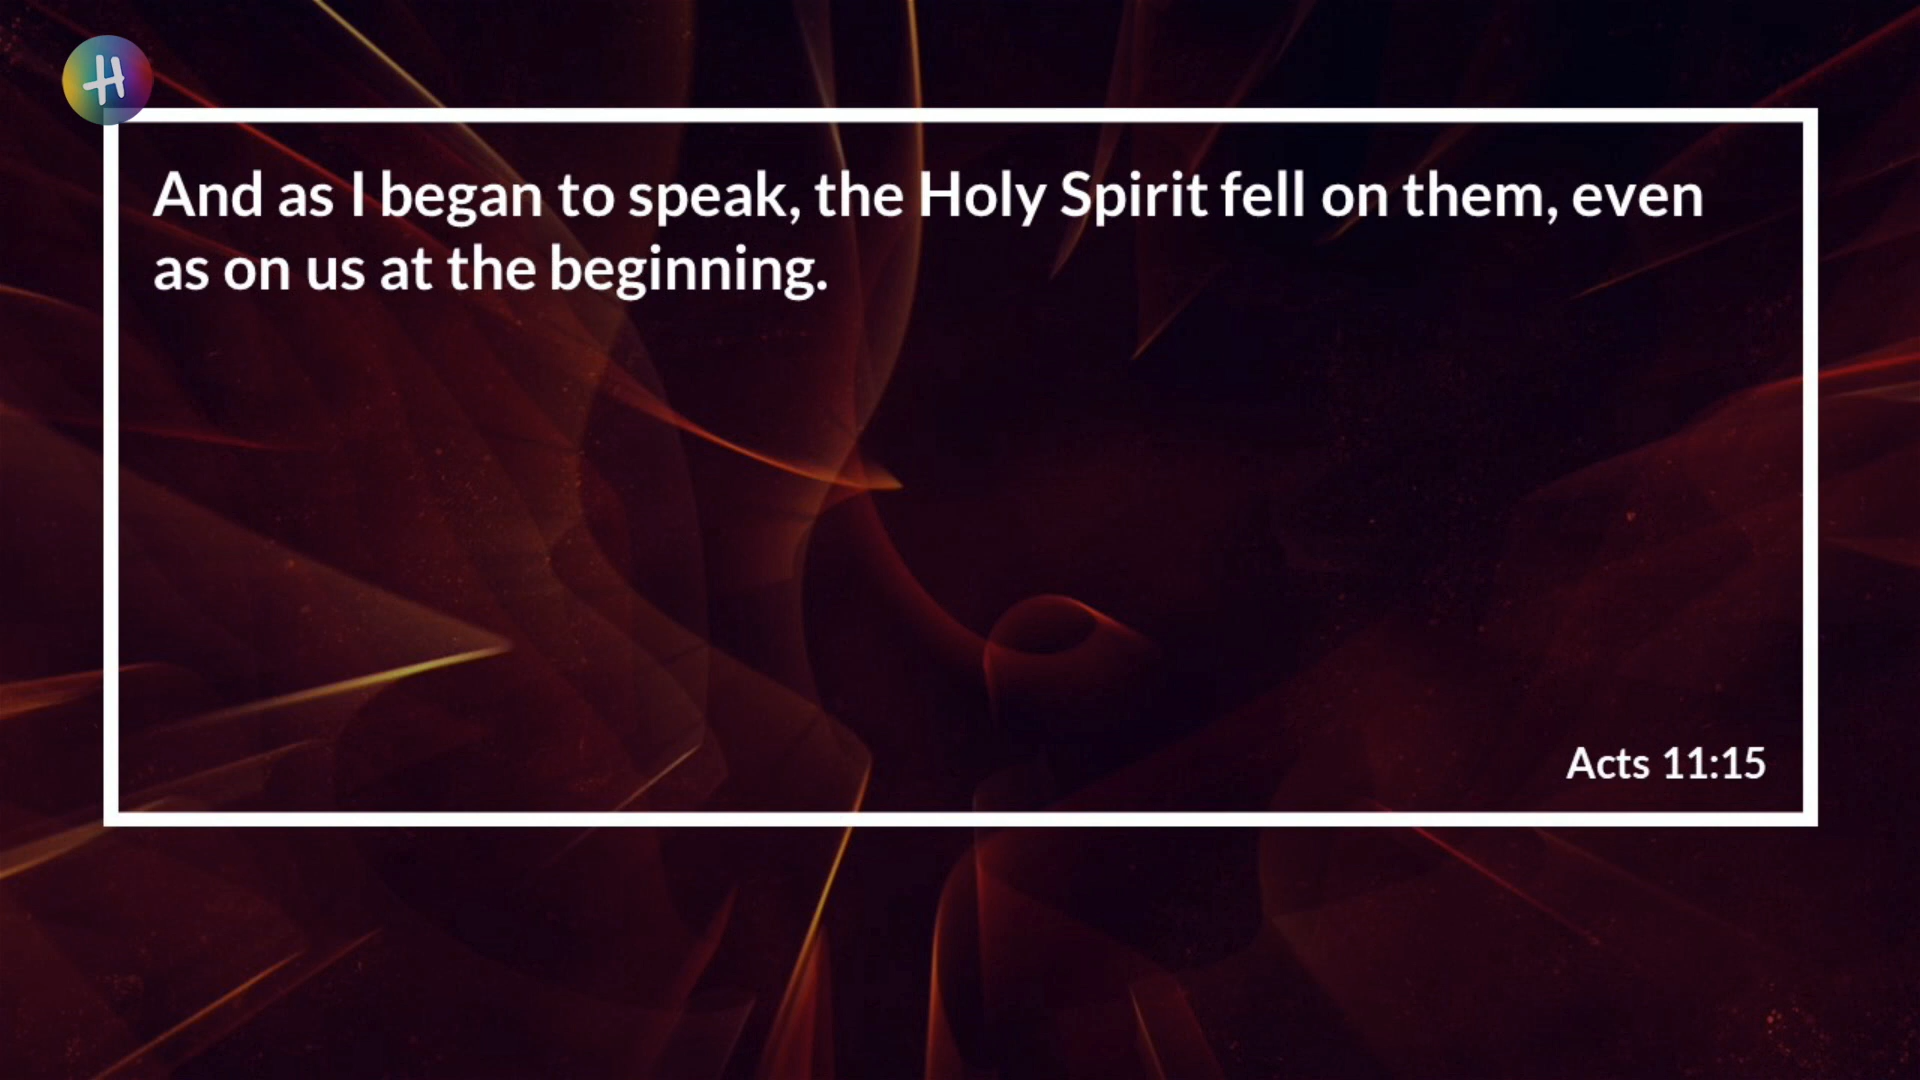 H
And as I began to speak, the Holy Spirit fell on them, even
as on us at the beginning.
Acts 11:15